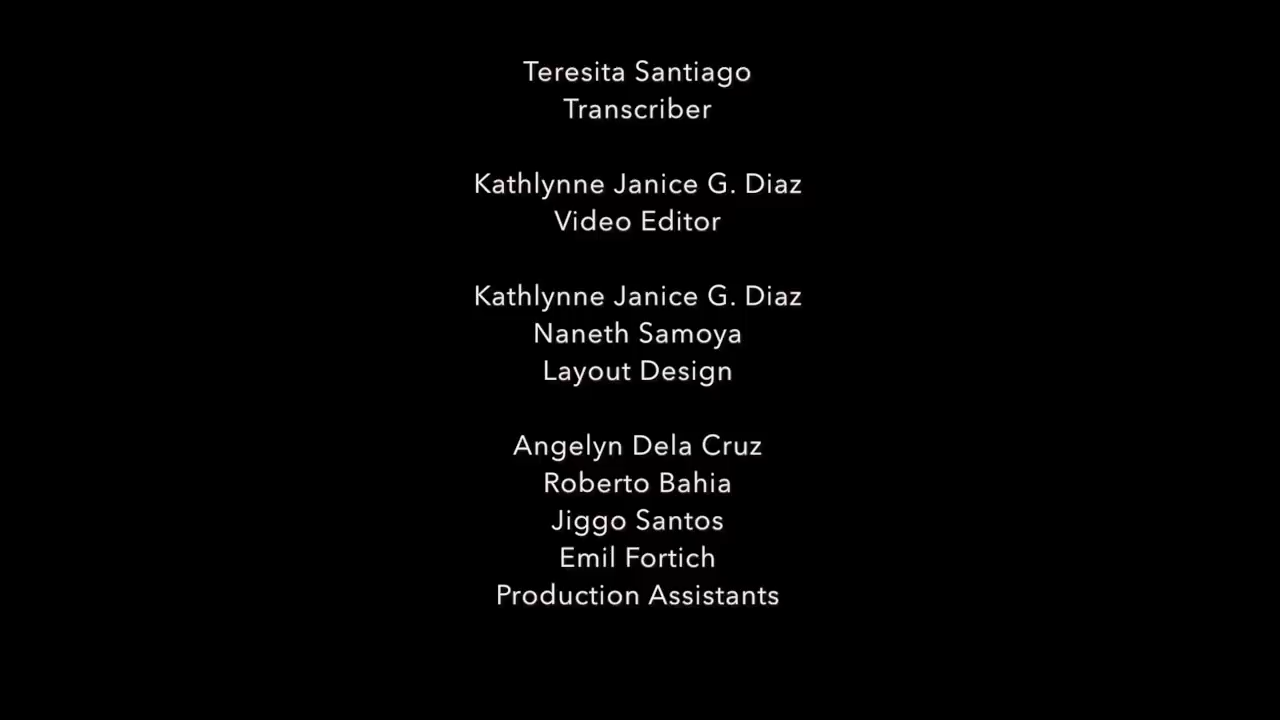 Teresita Santiago
Transcriber
Kathlynne Janice G. Diaz
Video Editor
Kathlynne Janice G. Diaz
Naneth Samoya
Layout Design
Angelyn Dela Cruz
Roberto Bahia
Jiggo Santos
Emil Fortich
Production Assistants